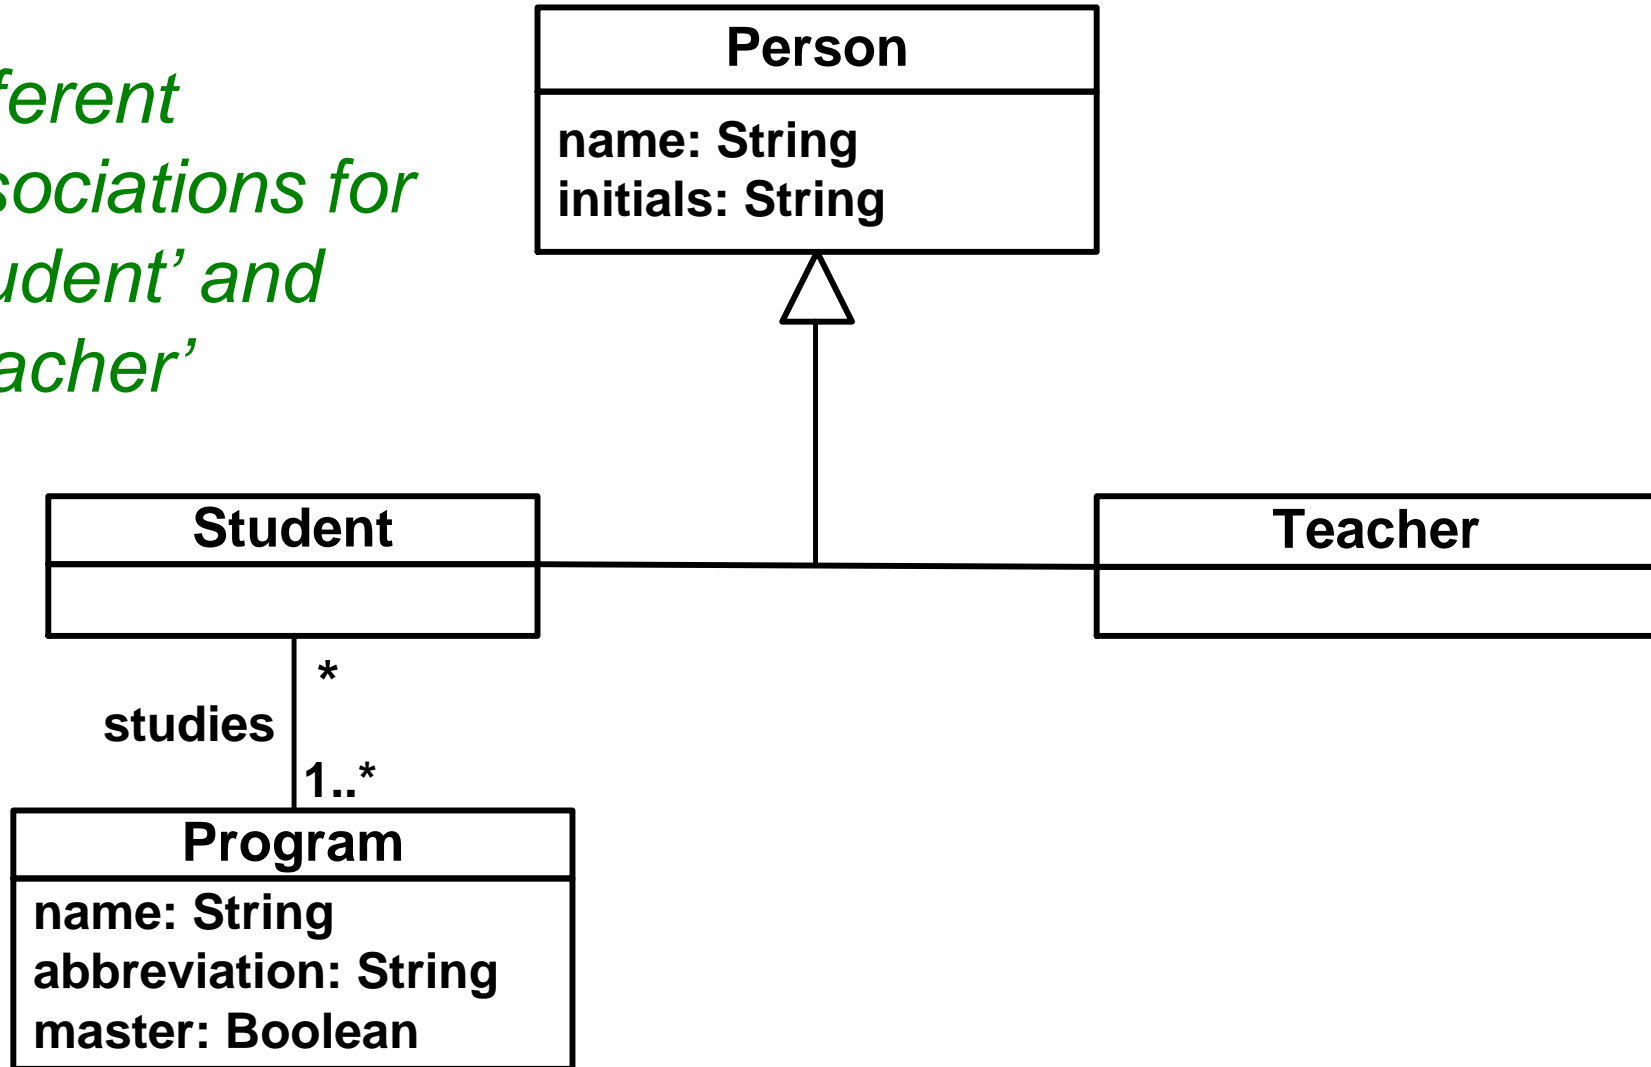 ferent
sociations for
udent’ and
acher’
Person
name: String
initials: String
Student
Teacher
*
studies
1..*
Program
name: String
abbreviation: String
master: Boolean